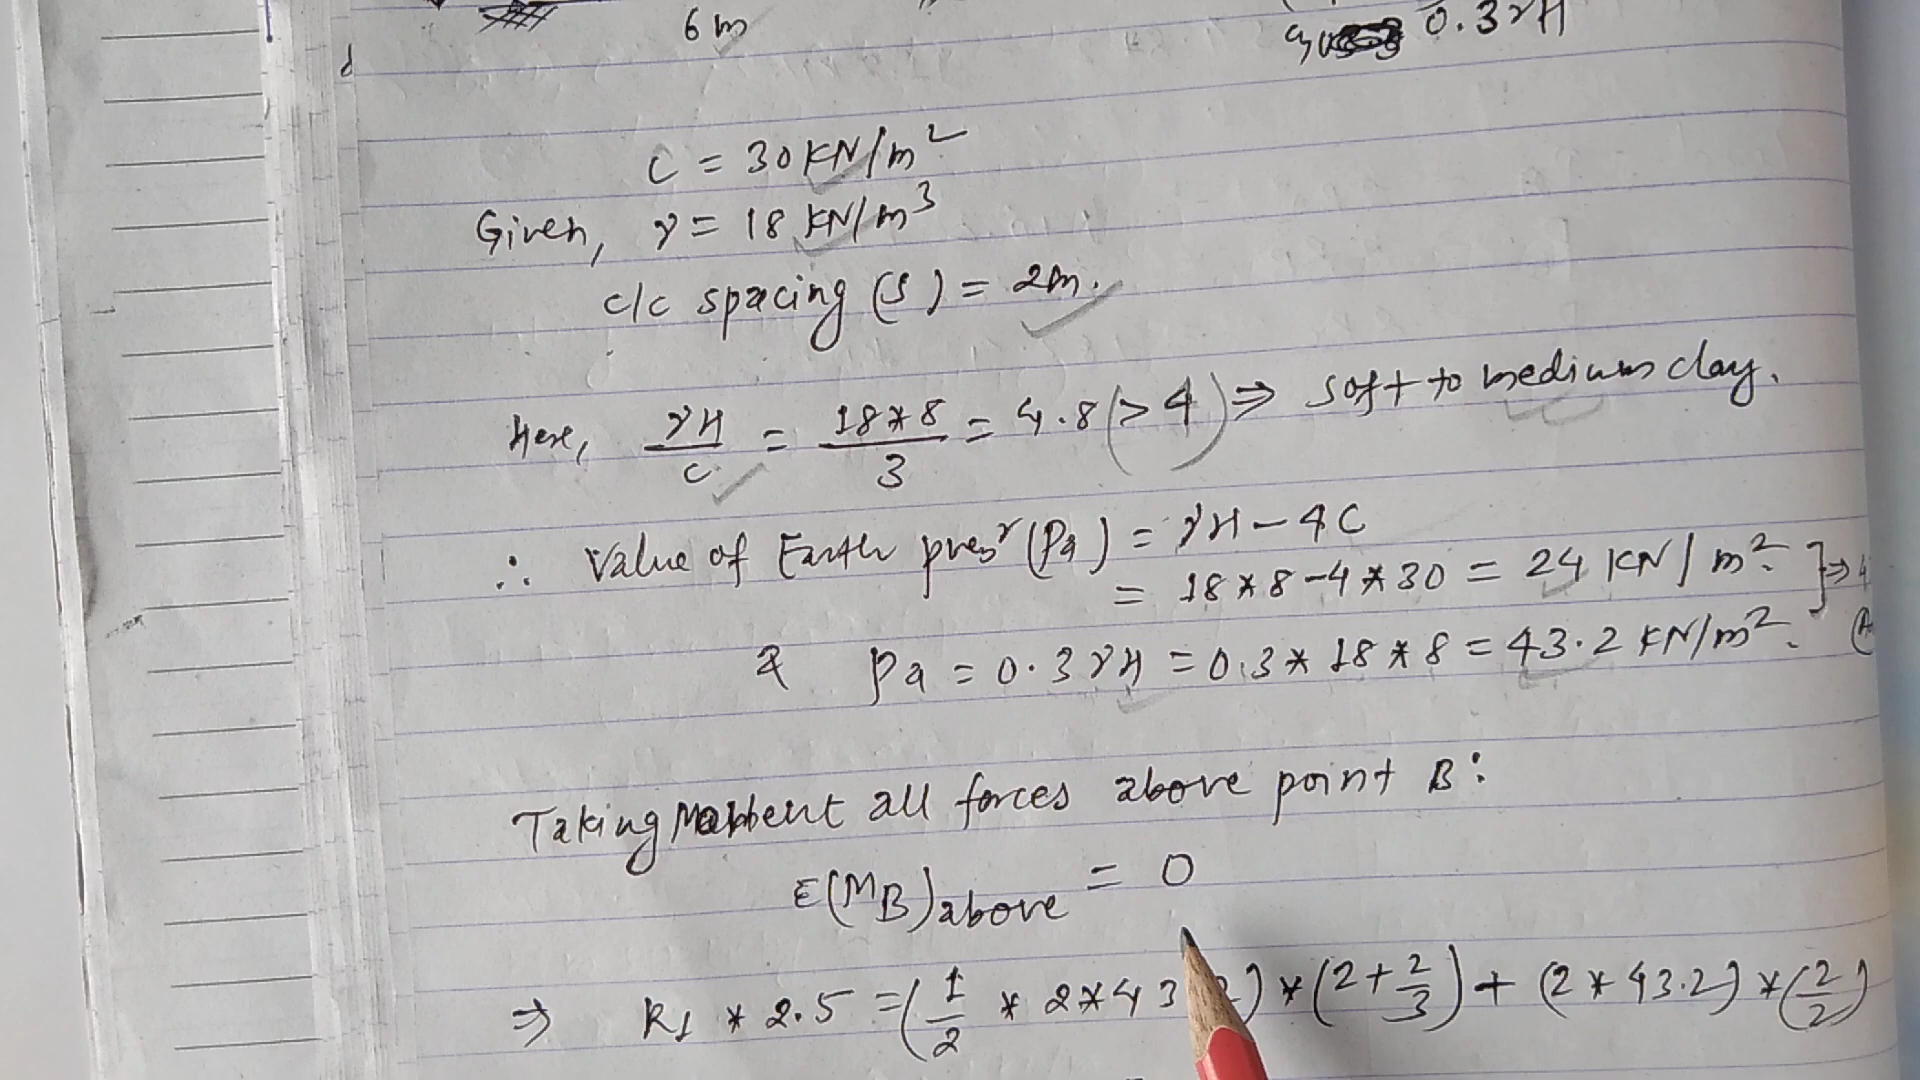 6 m
0.3γH
C = 30 KN/m²
Given, γ = 18 KN/m³
c/c spacing (S) = 2m.
Here, γH/c = 18*8/3 = 4.8 (>4) ⇒ soft to medium clay.
∴ Value of Earth presʳ (Pa) = γH-4C
= 18*8-4*30 = 24 KN/m².
& Pa = 0.3γH = 0.3*18*8 = 43.2 KN/m².
Taking Moment all forces above point B:
Σ(MB)above = 0
⇒ R1 * 2.5 = (1/2 * 2*43.2) * (2+2/3) + (2*43.2) * (2/2)